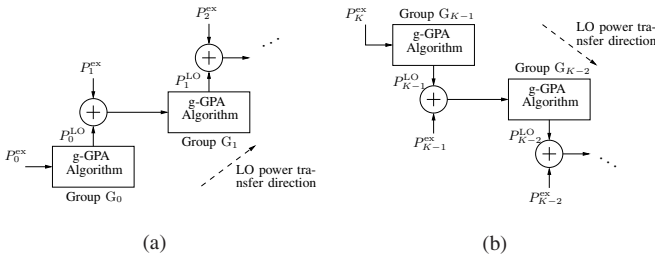 P_2^ex
+
P_1^ex
P_1^LO
+
g-GPA
Algorithm
Group G_1
P_0^LO
P_0^ex
g-GPA
Algorithm
Group G_0
LO power tra-
nsfer direction
(a)
P_K^ex
Group G_{K−1}
g-GPA
Algorithm
LO power tra-
nsfer direction
P_{K−1}^LO
Group G_{K−2}
+
g-GPA
Algorithm
P_{K−1}^ex
P_{K−2}^LO
+
P_{K−2}^ex
(b)